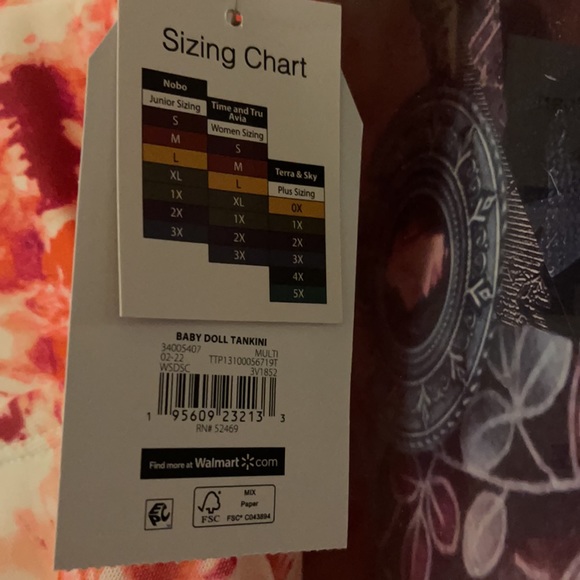 Sizing Chart
Nobo
Junior Sizing
S
M
L
XL
1X
2X
3X
Time and Tru
Avia
Women Sizing
S
M
L
XL
1X
2X
3X
Terra & Sky
Plus Sizing
0X
1X
2X
3X
4X
5X
BABY DOLL TANKINI
34005407 MULTI
02-22 TTP13100056719T
WSDSC 3V1852
1 95609 23213 3
RN# 52469
Find more at Walmart.com
FSC
MIX
Paper
FSC® C043894